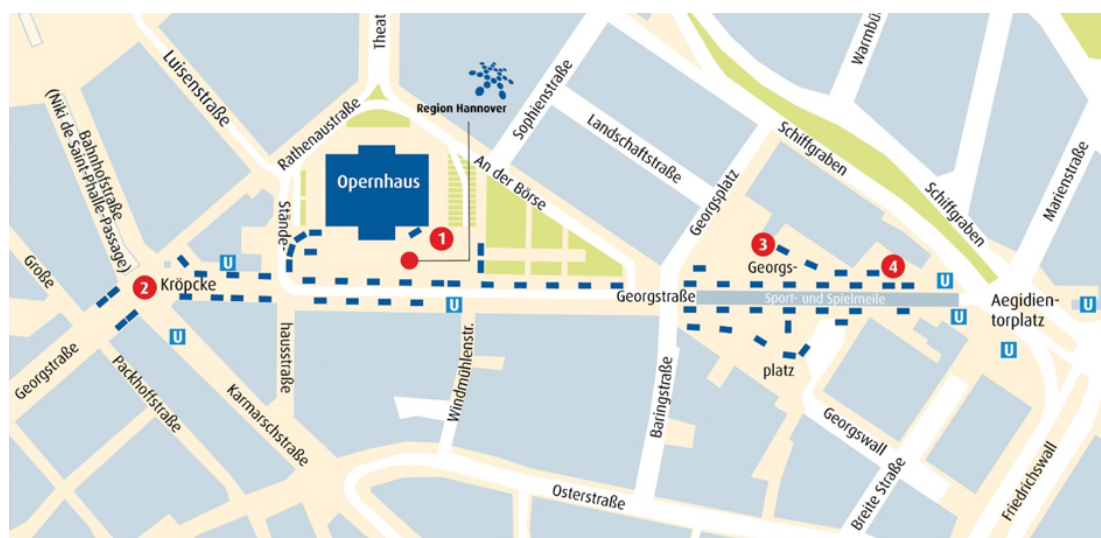 Theat
Warmbü
Luisenstraße
Region Hannover
Sophienstraße
Rathenaustraße
Landschaftstraße
Schiffgraben
Marienstraße
Bahnhofstraße
(Niki de Saint-Phalle-Passage)
Opernhaus
An der Börse
Schiffgraben
Georgsplatz
Stände-
hausstraße
1
Große
2
Kröpcke
U
3
Georgs-
4
U
Georgstraße
Sport- und Spielmeile
Aegidien-
torplatz
U
U
U
U
U
platz
Georgstraße
Packhoffstraße
Karmarschstraße
Windmühlenstr.
Baringstraße
Georgswall
Breite Straße
Friedrichswall
Osterstraße